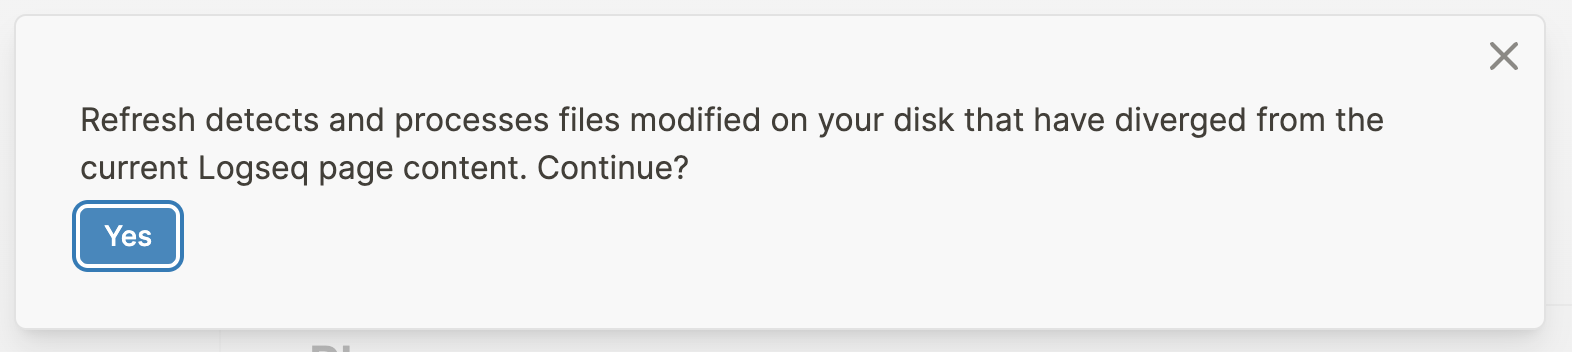 Refresh detects and processes files modified on your disk that have diverged from the
current Logseq page content. Continue?
Yes